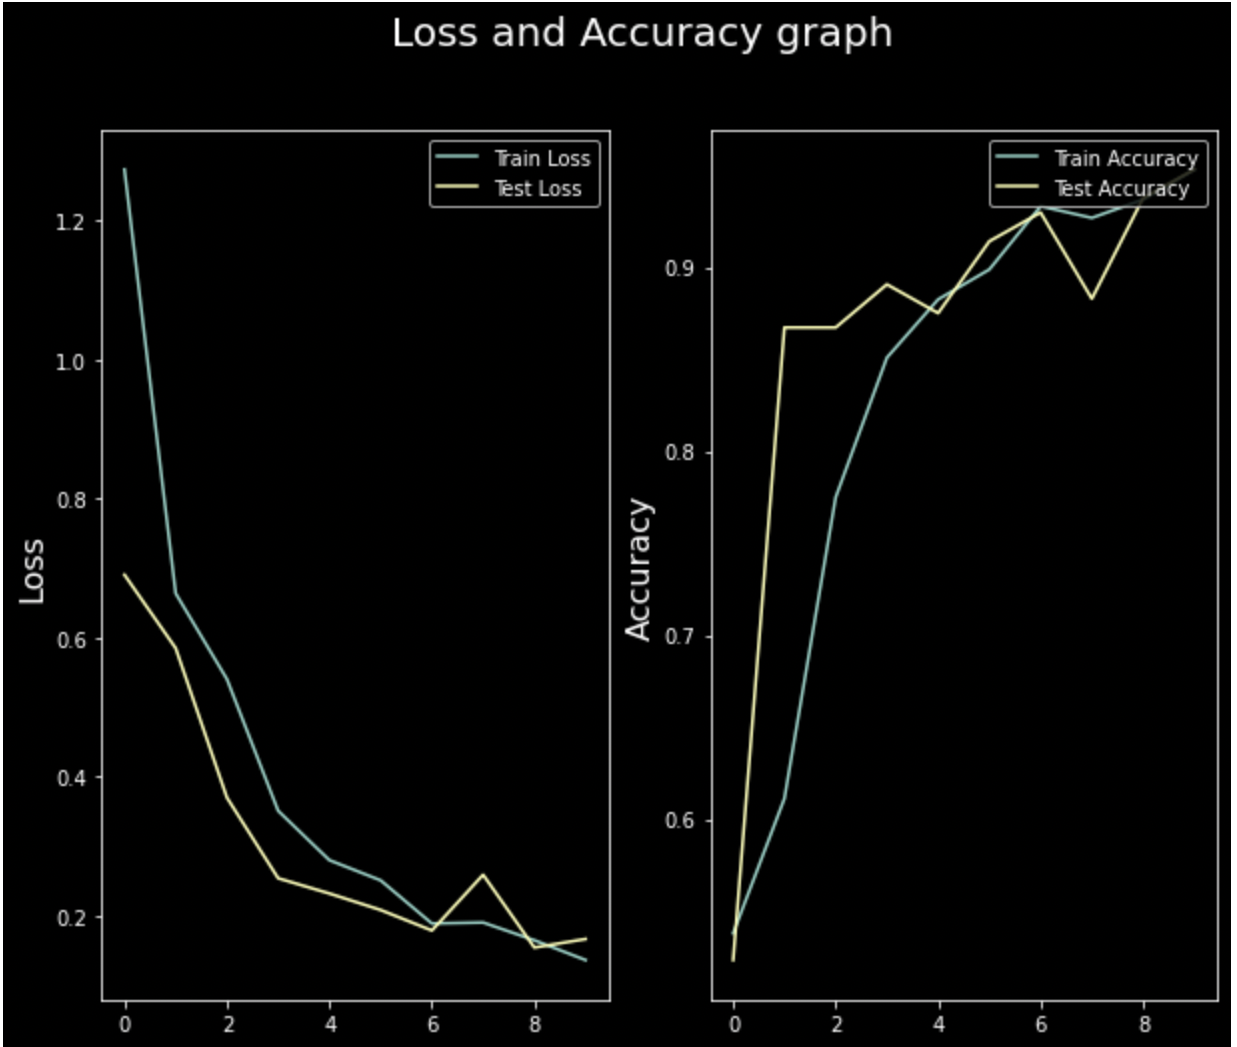 Loss and Accuracy graph
Train Loss
Test Loss
1.2
1.0
0.8
0.6
0.4
0.2
Loss
0 2 4 6 8
Train Accuracy
Test Accuracy
0.9
0.8
0.7
0.6
Accuracy
0 2 4 6 8